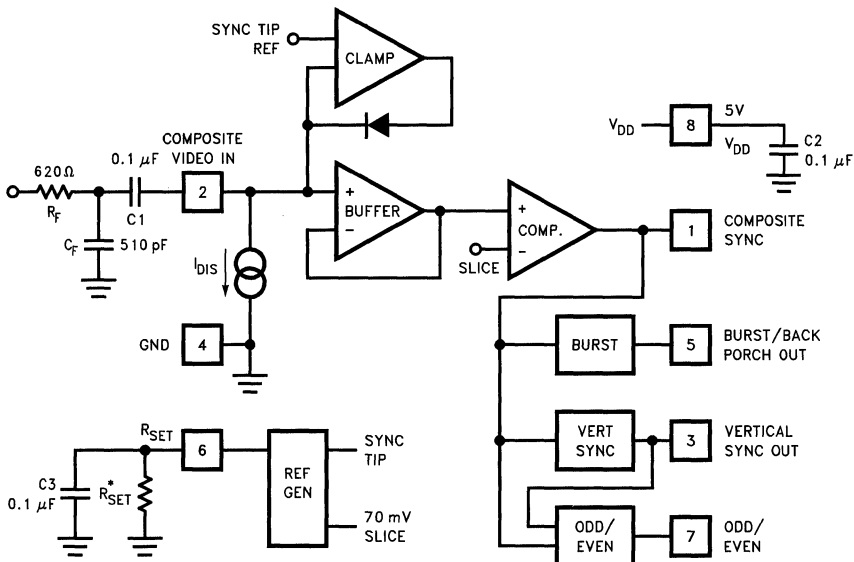 SYNC TIP
REF
CLAMP
COMPOSITE
VIDEO IN
0.1 μF
620Ω
2
R_F
C1
C_F
510 pF
I_DIS
+
BUFFER
−
+
COMP.
−
SLICE
V_DD
8
5V
V_DD
C2
0.1 μF
1
COMPOSITE
SYNC
GND
4
BURST
5
BURST/BACK
PORCH OUT
VERT
SYNC
3
VERTICAL
SYNC OUT
ODD/
EVEN
7
ODD/
EVEN
R_SET
6
C3
0.1 μF
R*_SET
REF
GEN
SYNC
TIP
70 mV
SLICE